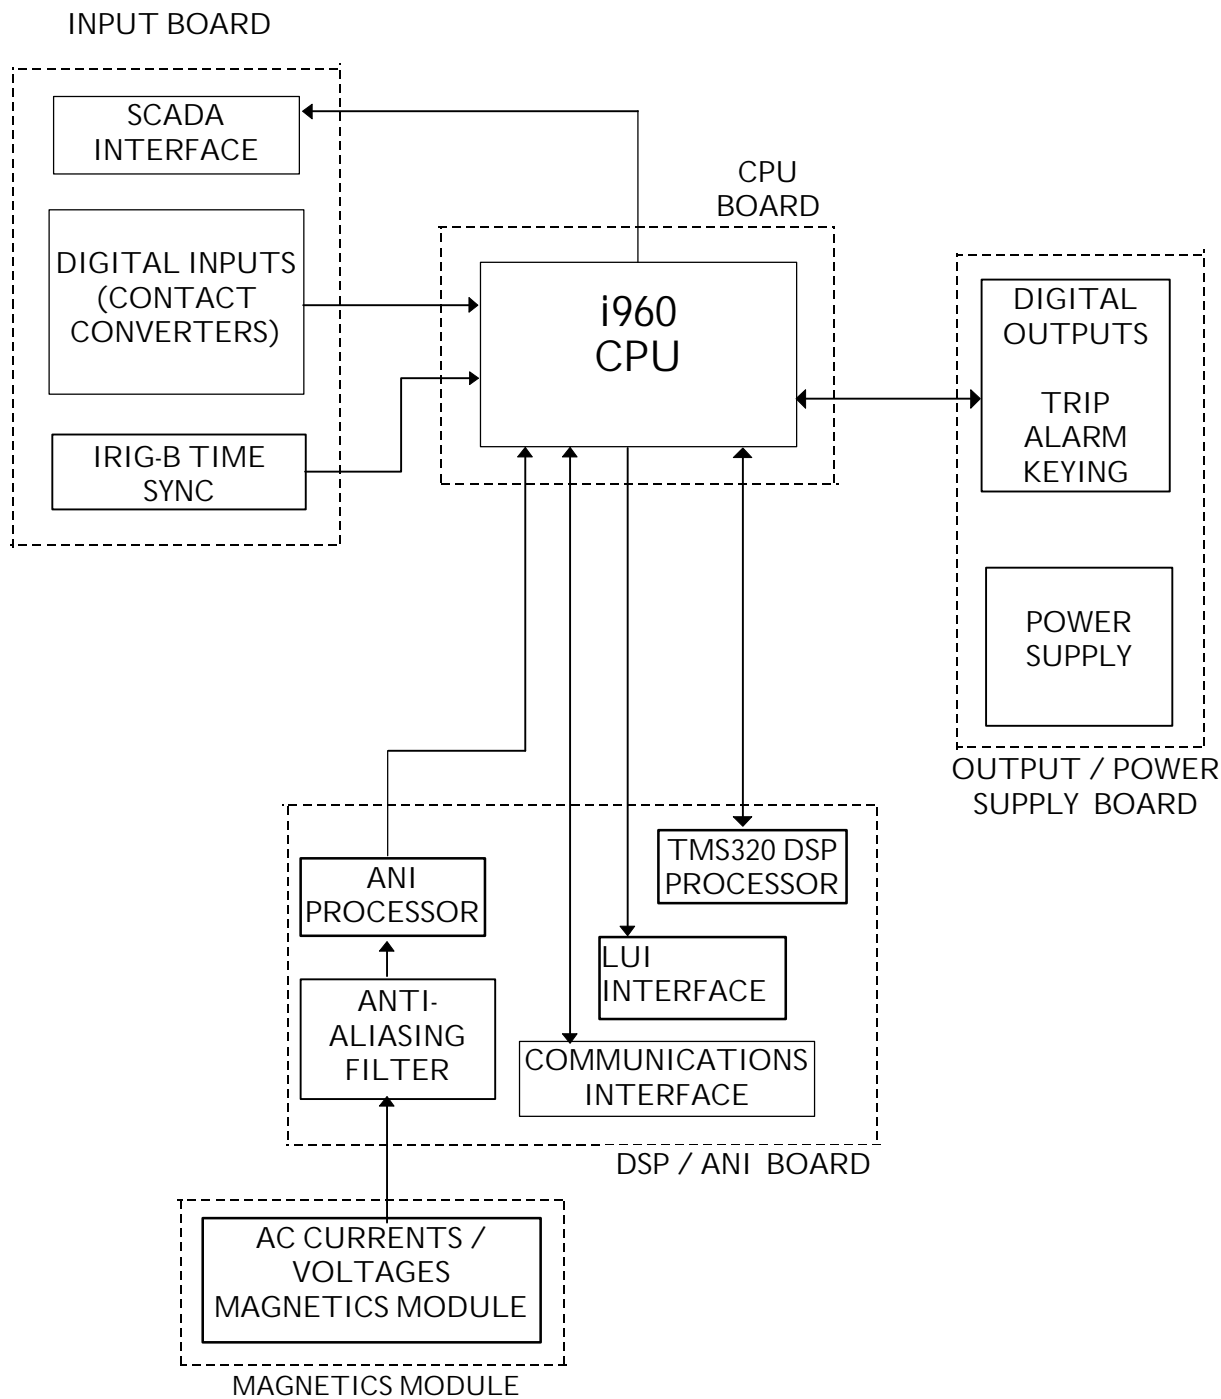 INPUT BOARD
SCADA
INTERFACE
DIGITAL INPUTS
(CONTACT
CONVERTERS)
IRIG-B TIME
SYNC
CPU
BOARD
i960
CPU
DIGITAL
OUTPUTS
TRIP
ALARM
KEYING
POWER
SUPPLY
OUTPUT / POWER
SUPPLY BOARD
TMS320 DSP
PROCESSOR
ANI
PROCESSOR
LUI
INTERFACE
ANTI-
ALIASING
FILTER
COMMUNICATIONS
INTERFACE
DSP / ANI BOARD
AC CURRENTS /
VOLTAGES
MAGNETICS MODULE
MAGNETICS MODULE